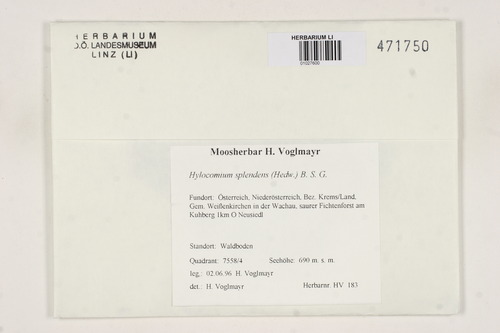 HERBARIUM
O.Ö. LANDESMUSEUM
LINZ (LI)
HERBARIUM LI
471750
Moosherbar H. Voglmayr
Hylocomium splendens (Hedw.) B. S. G.
Fundort: Österreich, Niederösterreich, Bez. Krems/Land,
Gem. Weißenkirchen in der Wachau, saurer Fichtenforst am
Kuhberg 1km O Neusiedl
Standort: Waldboden
Quadrant: 7558/4 Seehöhe: 690 m. s. m.
leg.: 02.06.96 H. Voglmayr
det.: H. Voglmayr Herbarnr. HV 183